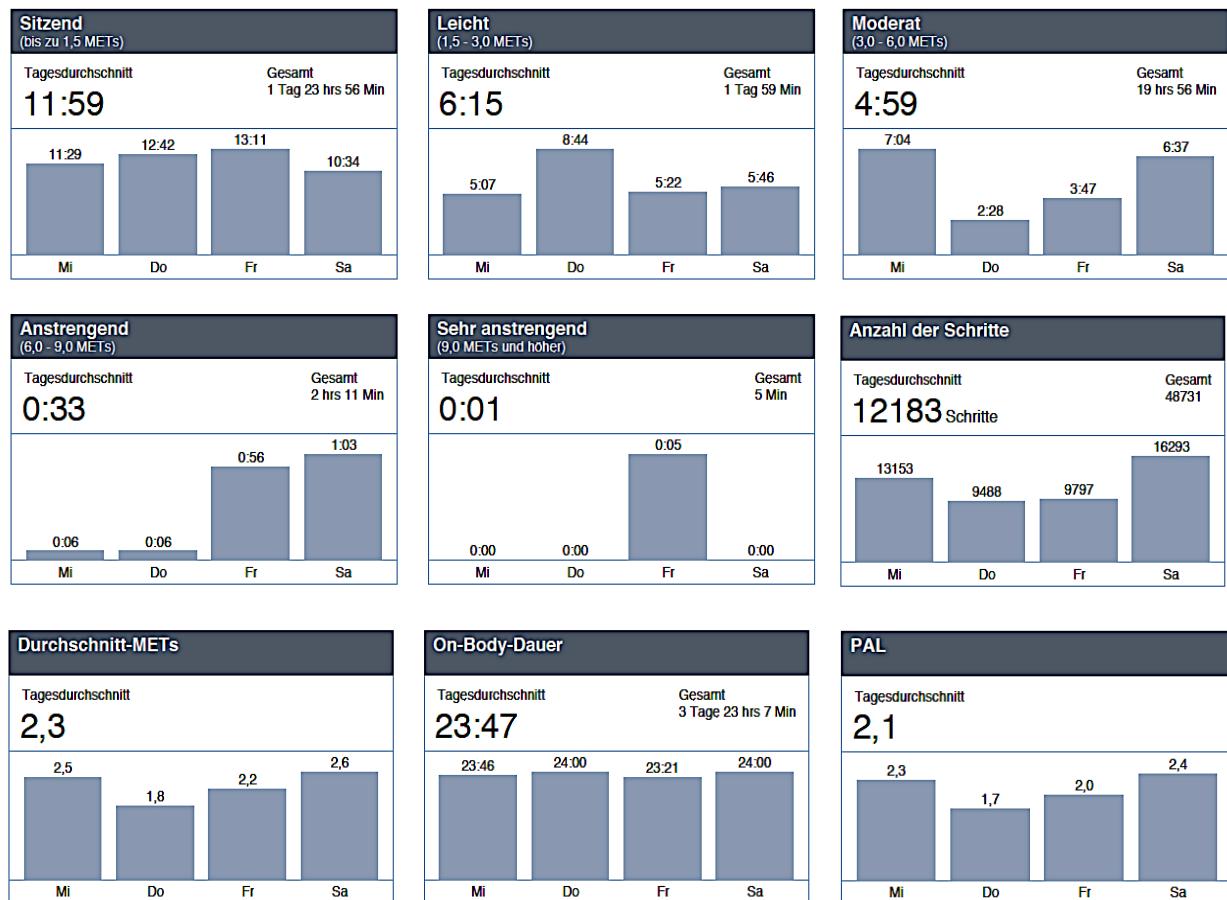 Sitzend
(bis zu 1,5 METs)
Tagesdurchschnitt
Gesamt
1 Tag 23 hrs 56 Min
11:59
11:29
12:42
13:11
10:34
Mi
Do
Fr
Sa
Leicht
(1,5 - 3,0 METs)
Tagesdurchschnitt
Gesamt
1 Tag 59 Min
6:15
5:07
8:44
5:22
5:46
Mi
Do
Fr
Sa
Moderat
(3,0 - 6,0 METs)
Tagesdurchschnitt
Gesamt
19 hrs 56 Min
4:59
7:04
2:28
3:47
6:37
Mi
Do
Fr
Sa
Anstrengend
(6,0 - 9,0 METs)
Tagesdurchschnitt
Gesamt
2 hrs 11 Min
0:33
0:06
0:06
0:56
1:03
Mi
Do
Fr
Sa
Sehr anstrengend
(9,0 METs und höher)
Tagesdurchschnitt
Gesamt
5 Min
0:01
0:00
0:00
0:05
0:00
Mi
Do
Fr
Sa
Anzahl der Schritte
Tagesdurchschnitt
Gesamt
48731
12183 Schritte
13153
9488
9797
16293
Mi
Do
Fr
Sa
Durchschnitt-METs
Tagesdurchschnitt
2,3
2,5
1,8
2,2
2,6
Mi
Do
Fr
Sa
On-Body-Dauer
Tagesdurchschnitt
Gesamt
3 Tage 23 hrs 7 Min
23:47
23:46
24:00
23:21
24:00
Mi
Do
Fr
Sa
PAL
Tagesdurchschnitt
2,1
2,3
1,7
2,0
2,4
Mi
Do
Fr
Sa